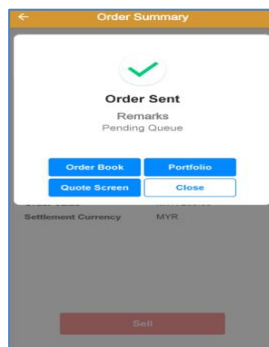 Order Summary
Order Sent
Remarks
Pending Queue
Order Book
Portfolio
Quote Screen
Close
Settlement Currency MYR
Sell